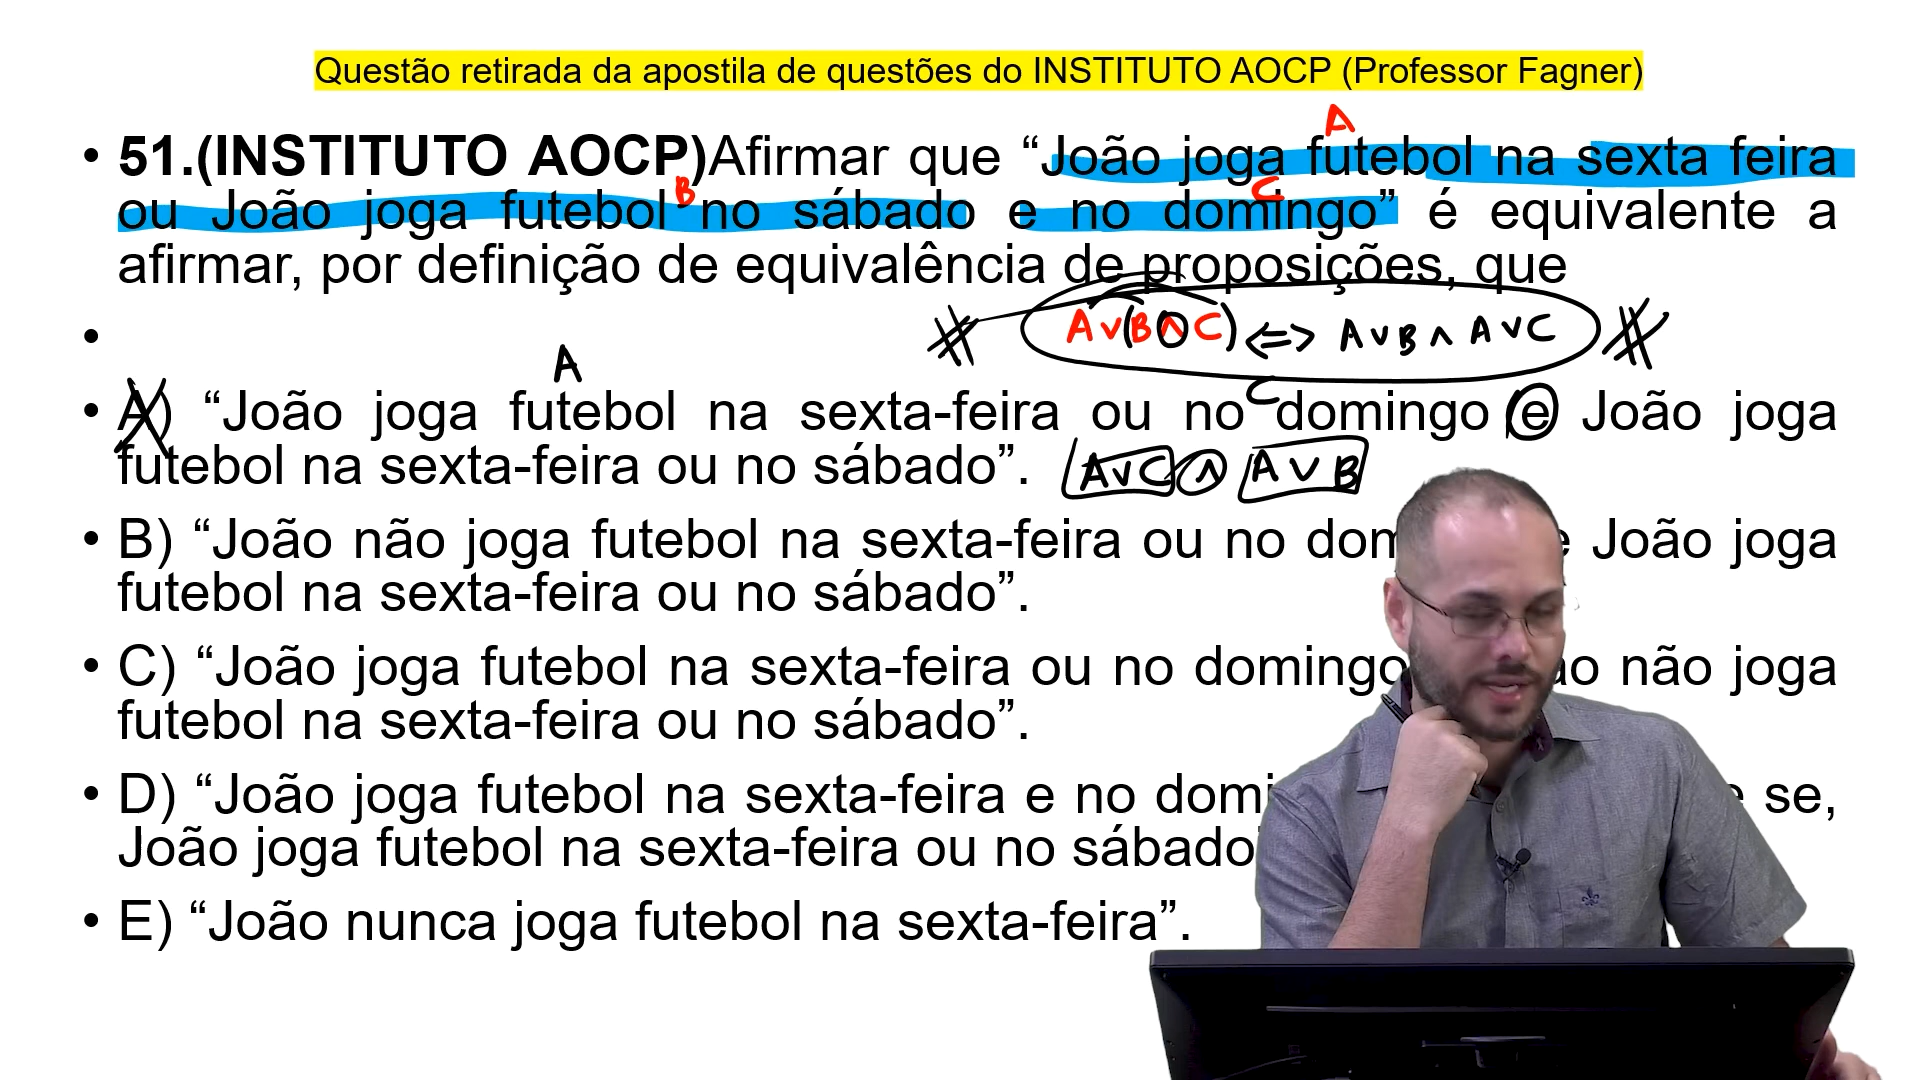 Questão retirada da apostila de questões do INSTITUTO AOCP (Professor Fagner)
A
• 51.(INSTITUTO AOCP)Afirmar que “João joga futebol na sexta feira
B C
ou João joga futebol no sábado e no domingo” é equivalente a
afirmar, por definição de equivalência de proposições, que
•
A∨(B∧C) <=> A∨B ∧ A∨C
A C
• A) “João joga futebol na sexta-feira ou no domingo (e João joga
futebol na sexta-feira ou no sábado”. A∨C ∧ A∨B
• B) “João não joga futebol na sexta-feira ou no João joga
futebol na sexta-feira ou no sábado”.
• C) “João joga futebol na sexta-feira ou no domingo não joga
futebol na sexta-feira ou no sábado”.
• D) “João joga futebol na sexta-feira e no se,
João joga futebol na sexta-feira ou no sábado
• E) “João nunca joga futebol na sexta-feira”.